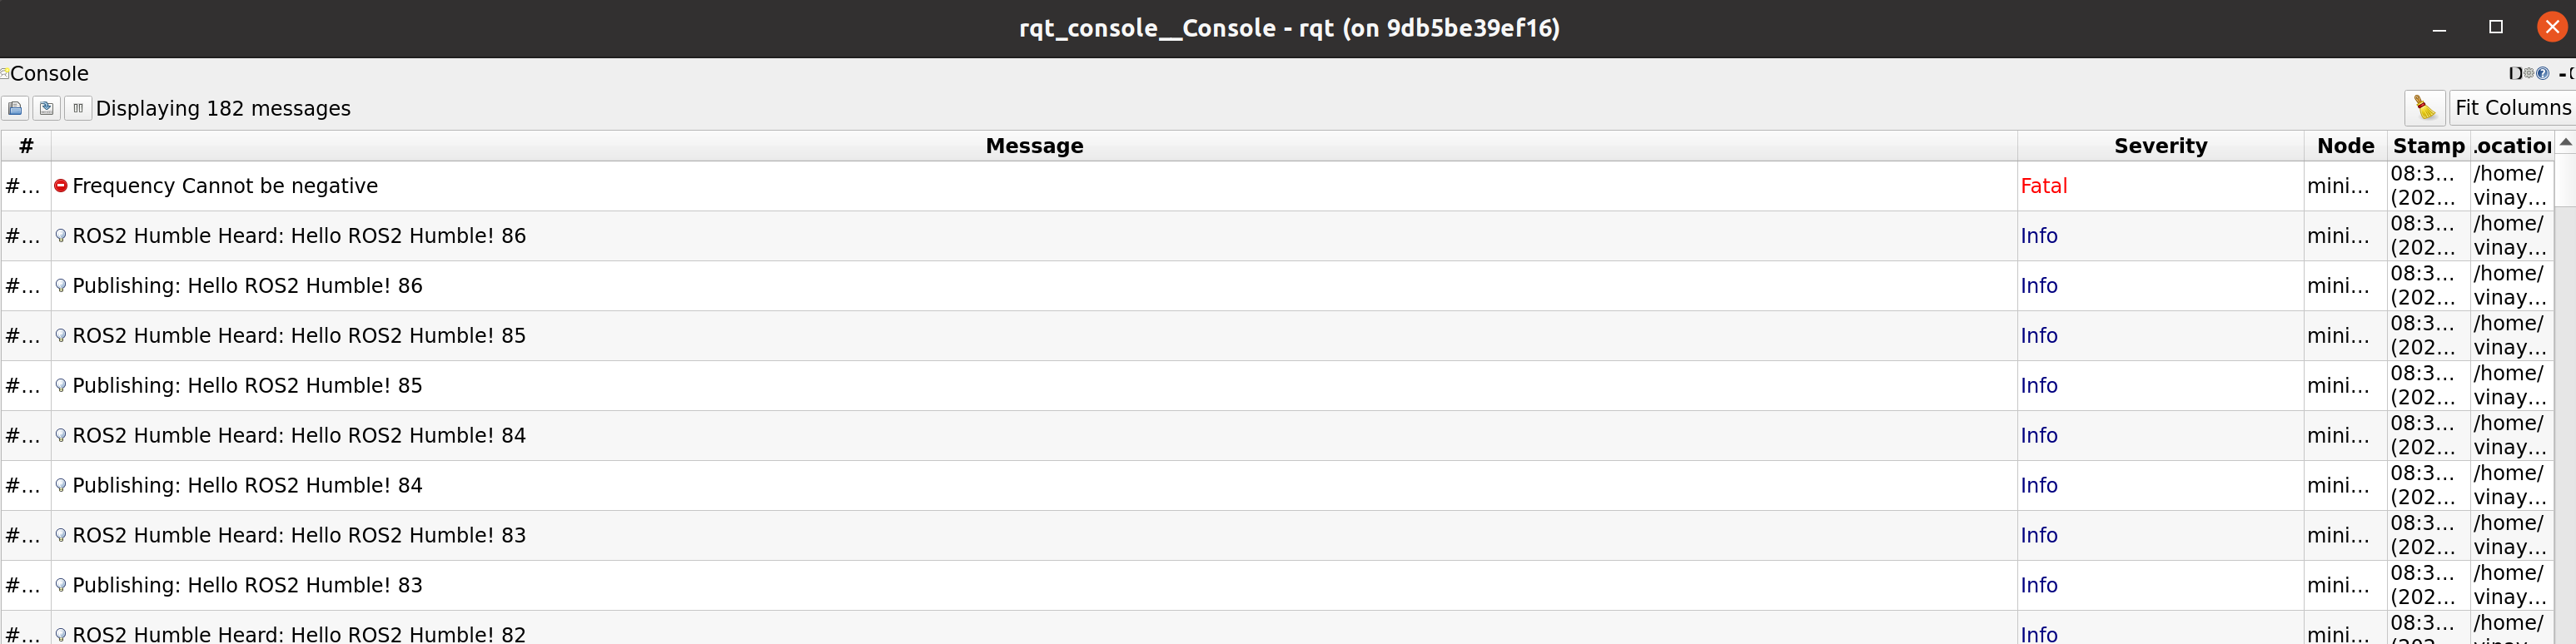 rqt_console__Console - rqt (on 9db5be39ef16)
Console
Displaying 182 messages Fit Columns
# Message Severity Node Stamp .ocation
#... Frequency Cannot be negative Fatal mini... 08:3... (202... /home/ vinay...
#... ROS2 Humble Heard: Hello ROS2 Humble! 86 Info mini... 08:3... (202... /home/ vinay...
#... Publishing: Hello ROS2 Humble! 86 Info mini... 08:3... (202... /home/ vinay...
#... ROS2 Humble Heard: Hello ROS2 Humble! 85 Info mini... 08:3... (202... /home/ vinay...
#... Publishing: Hello ROS2 Humble! 85 Info mini... 08:3... (202... /home/ vinay...
#... ROS2 Humble Heard: Hello ROS2 Humble! 84 Info mini... 08:3... (202... /home/ vinay...
#... Publishing: Hello ROS2 Humble! 84 Info mini... 08:3... (202... /home/ vinay...
#... ROS2 Humble Heard: Hello ROS2 Humble! 83 Info mini... 08:3... (202... /home/ vinay...
#... Publishing: Hello ROS2 Humble! 83 Info mini... 08:3... (202... /home/ vinay...
#... ROS2 Humble Heard: Hello ROS2 Humble! 82 Info mini... 08:3... /home/